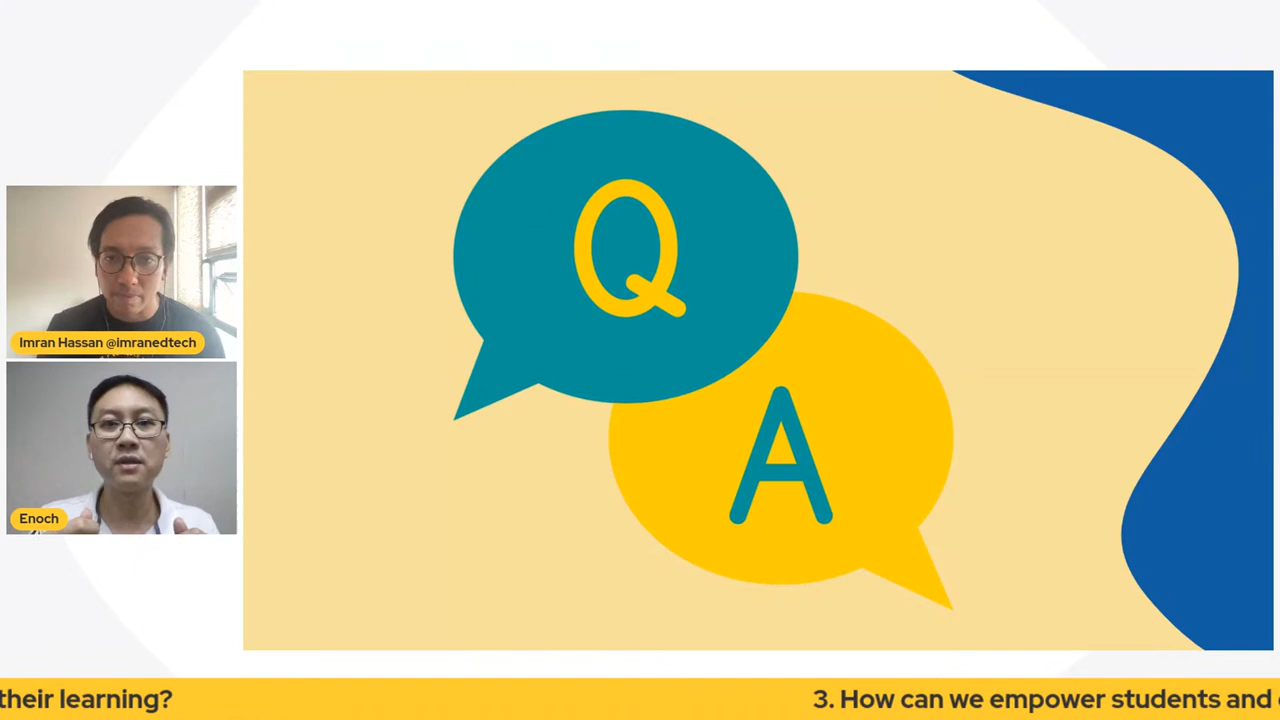 Q
A
Imran Hassan @imranedtech
Enoch
their learning?
3. How can we empower students and